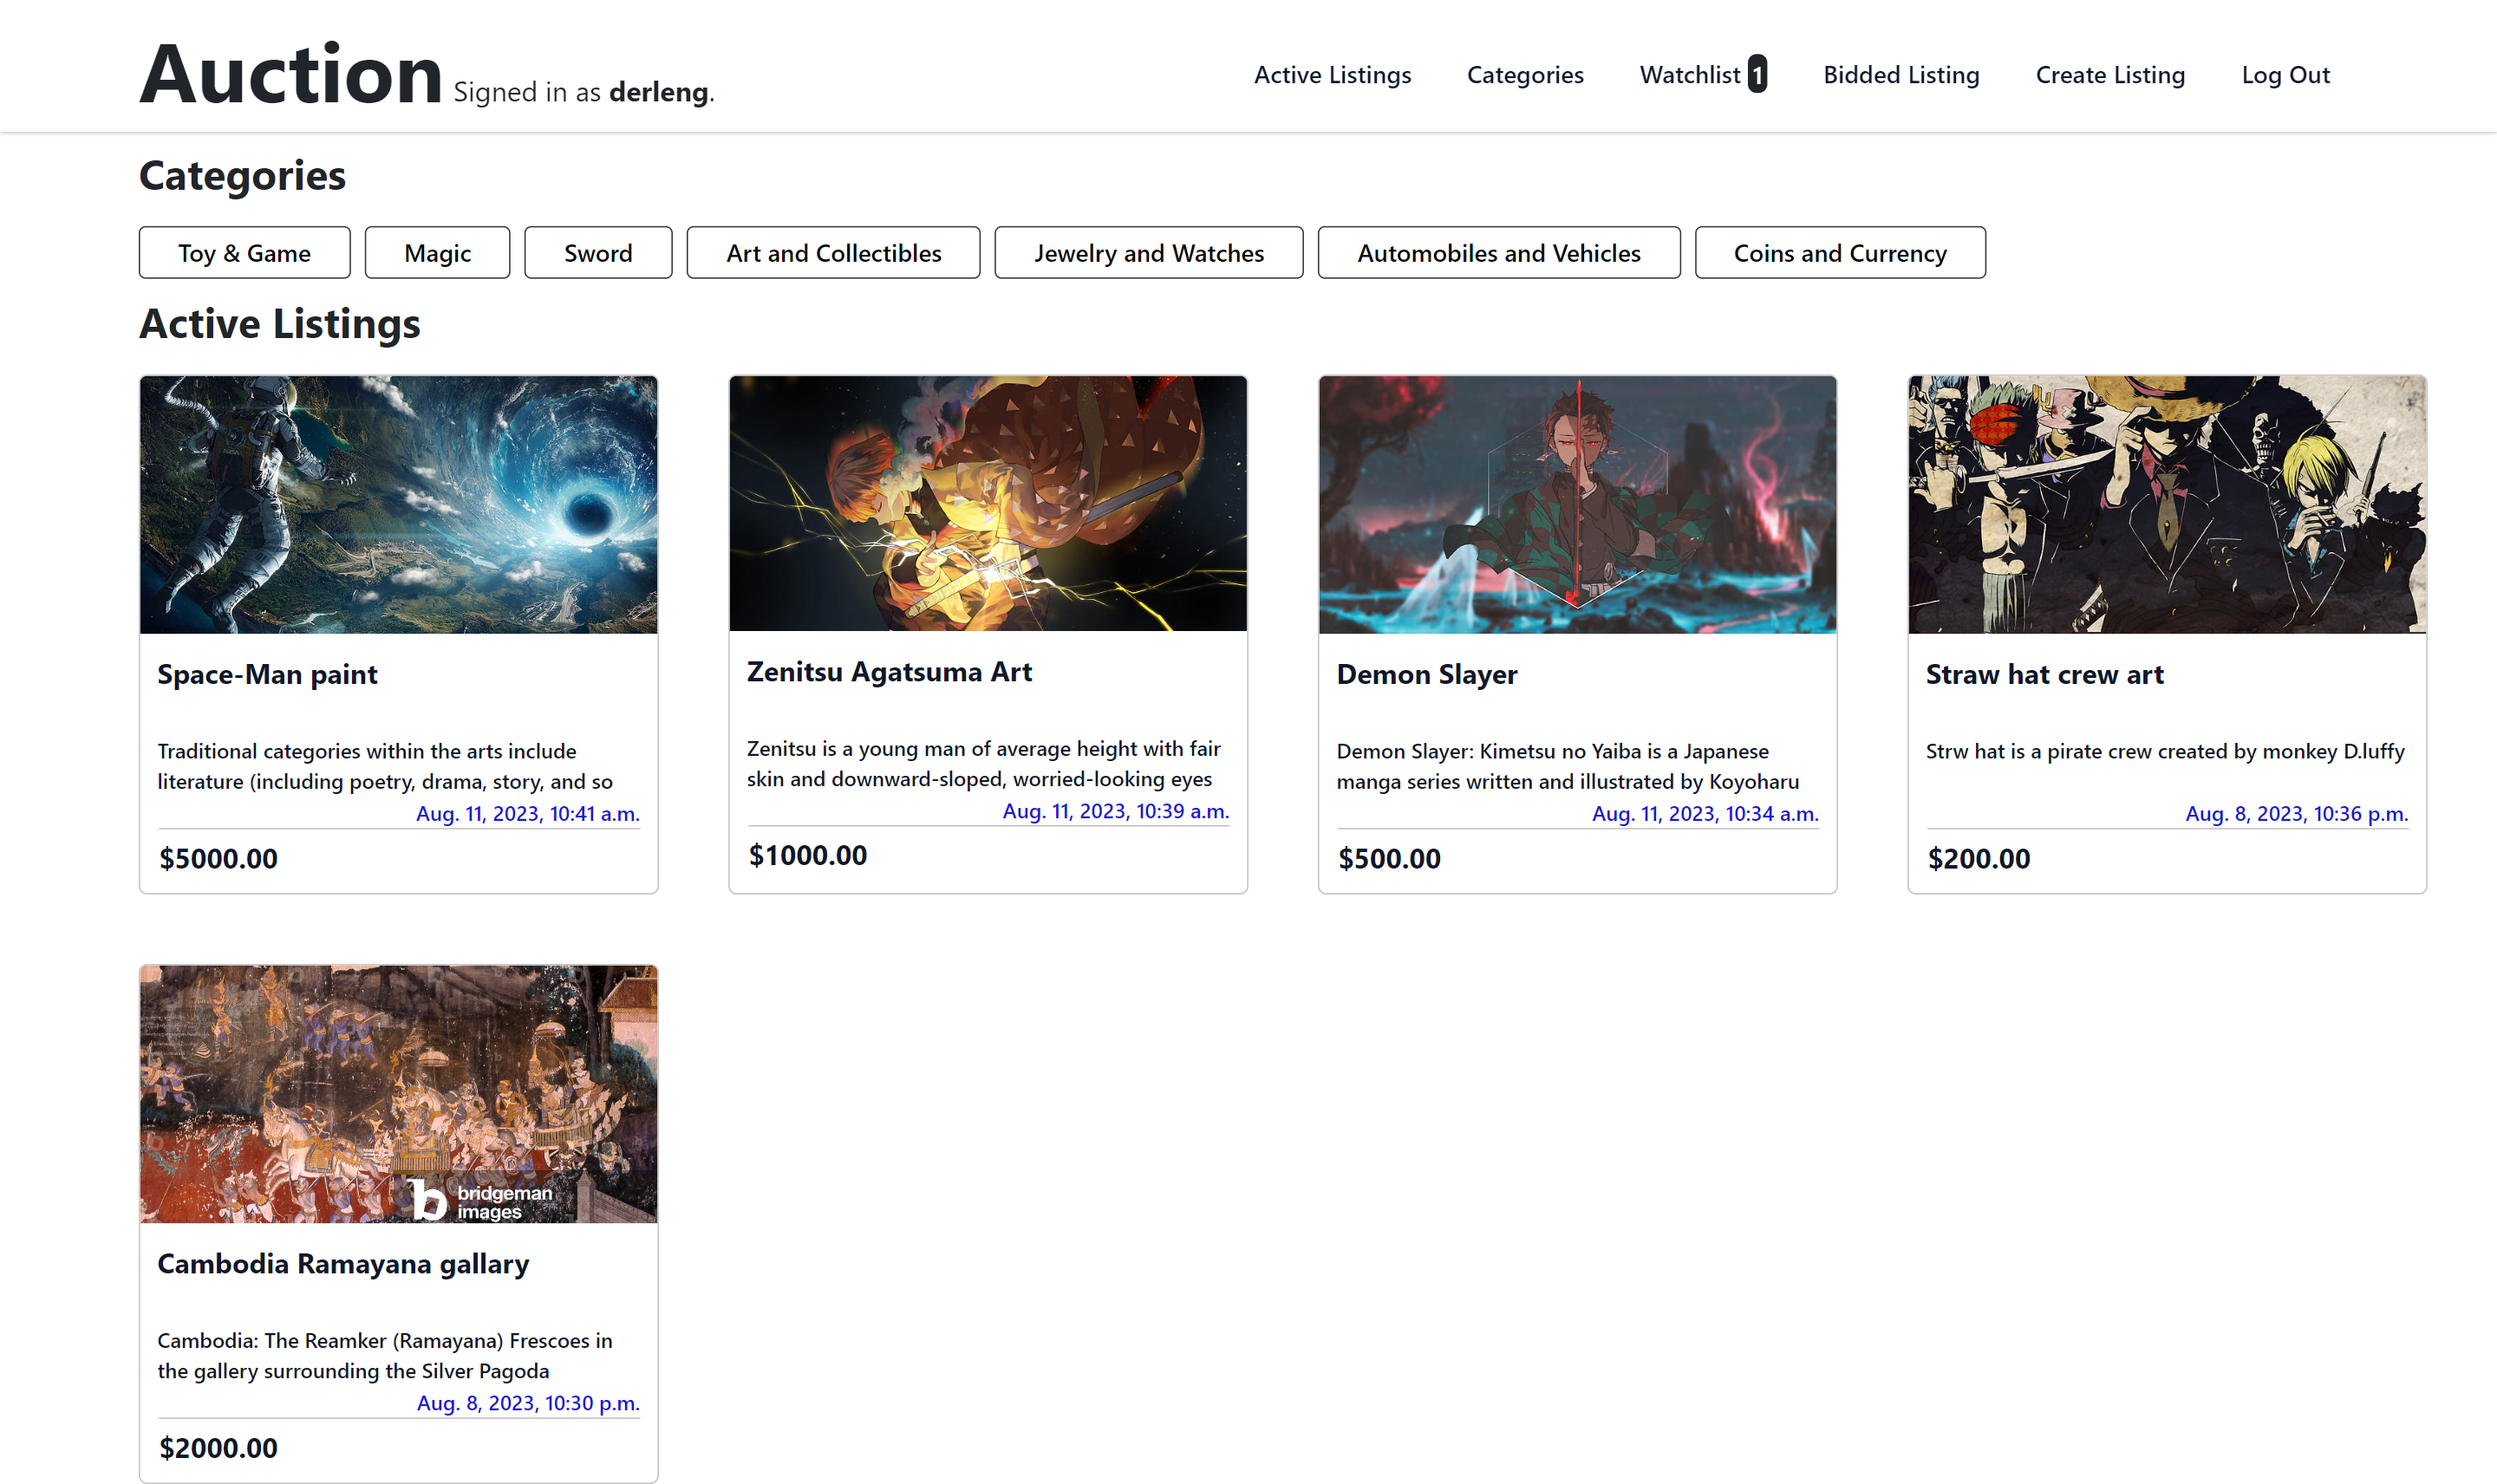 Auction Signed in as derleng.
Active Listings
Categories
Watchlist 1
Bidded Listing
Create Listing
Log Out
Categories
Toy & Game
Magic
Sword
Art and Collectibles
Jewelry and Watches
Automobiles and Vehicles
Coins and Currency
Active Listings
Space-Man paint
Traditional categories within the arts include
literature (including poetry, drama, story, and so
Aug. 11, 2023, 10:41 a.m.
$5000.00
Zenitsu Agatsuma Art
Zenitsu is a young man of average height with fair
skin and downward-sloped, worried-looking eyes
Aug. 11, 2023, 10:39 a.m.
$1000.00
Demon Slayer
Demon Slayer: Kimetsu no Yaiba is a Japanese
manga series written and illustrated by Koyoharu
Aug. 11, 2023, 10:34 a.m.
$500.00
Straw hat crew art
Strw hat is a pirate crew created by monkey D.luffy
Aug. 8, 2023, 10:36 p.m.
$200.00
b bridgeman
images
Cambodia Ramayana gallary
Cambodia: The Reamker (Ramayana) Frescoes in
the gallery surrounding the Silver Pagoda
Aug. 8, 2023, 10:30 p.m.
$2000.00